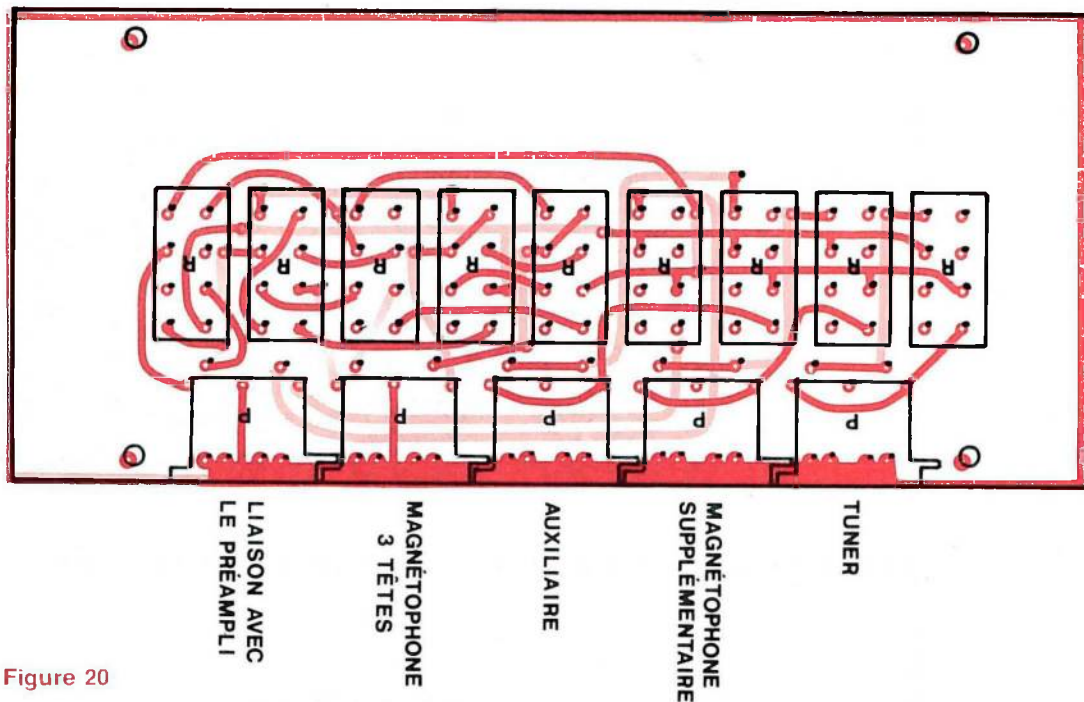 R R R R R R R R R
P P P P P
LIAISON AVEC
LE PRÉAMPLI
MAGNÉTOPHONE
3 TÊTES
AUXILIAIRE
MAGNÉTOPHONE
SUPPLÉMENTAIRE
TUNER
Figure 20